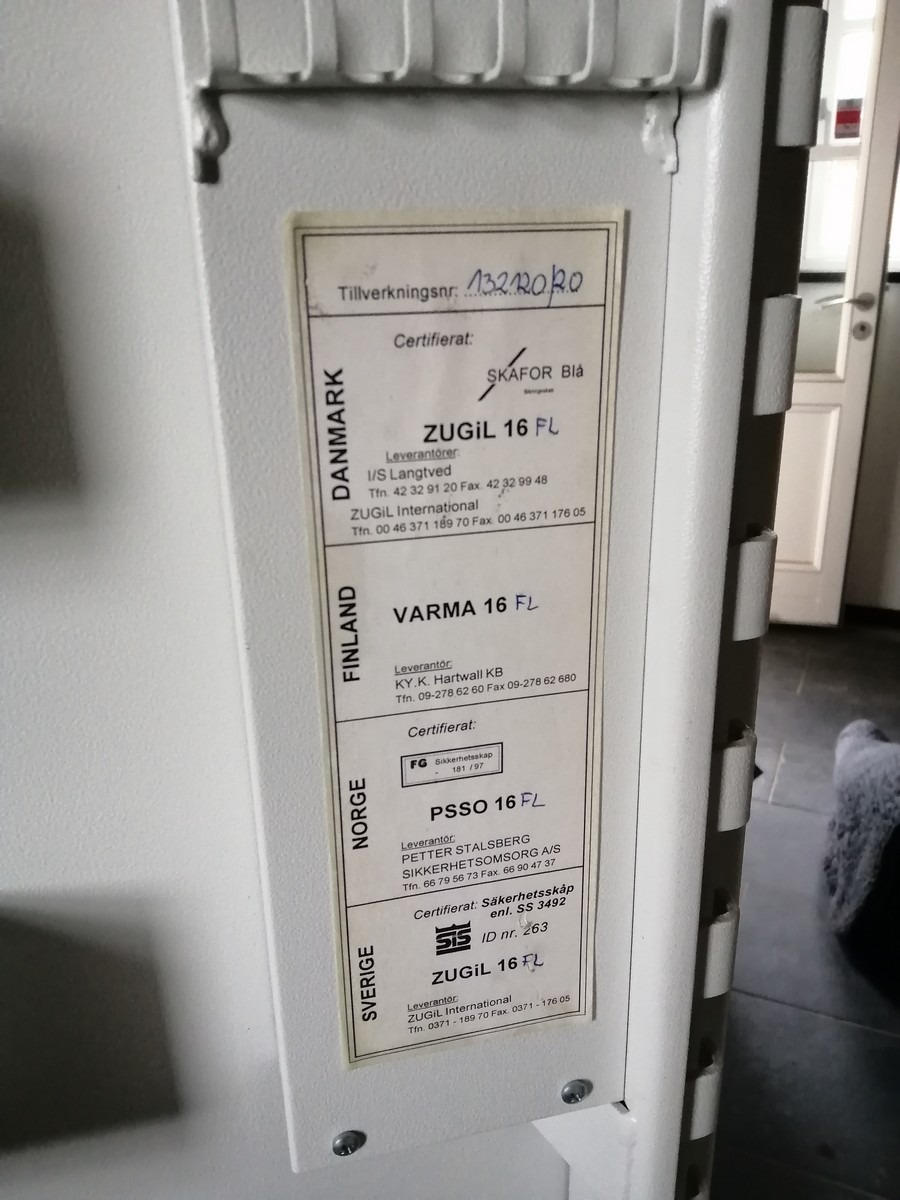 Tillverkningsnr: 132120/20
DANMARK
Certifierat:
SKAFOR Blå
ZUGiL 16 FL
Leverantörer:
I/S Langtved
Tfn. 42 32 91 20 Fax. 42 32 99 48
ZUGiL International
Tfn. 00 46 371 189 70 Fax. 00 46 371 176 05
FINLAND
VARMA 16 FL
Leverantör:
KY.K. Hartwall KB
Tfn. 09-278 62 60 Fax 09-278 62 680
NORGE
Certifierat:
FG Sikkerhetsskap
- 181 / 97
PSSO 16 FL
Leverantör:
PETTER STALSBERG
SIKKERHETSOMSORG A/S
Tfn. 66 79 56 73 Fax. 66 90 47 37
SVERIGE
Certifierat: Säkerhetsskåp
enl. SS 3492
SIS ID nr. 263
ZUGiL 16 FL
Leverantör:
ZUGiL International
Tfn. 0371 - 189 70 Fax. 0371 - 176 05